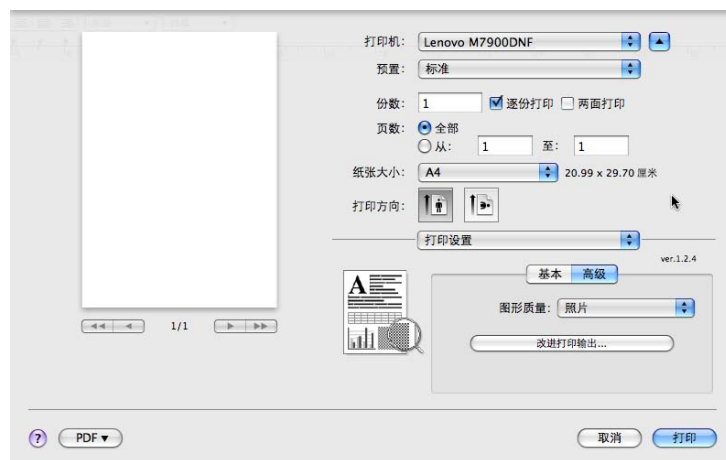 打印机: Lenovo M7900DNF
预置: 标准
份数: 1 逐份打印 两面打印
页数: 全部
从: 1 至: 1
纸张大小: A4 20.99 x 29.70 厘米
打印方向:
打印设置
ver.1.2.4
基本 高级
图形质量: 照片
改进打印输出...
A
1/1
? PDF 取消 打印